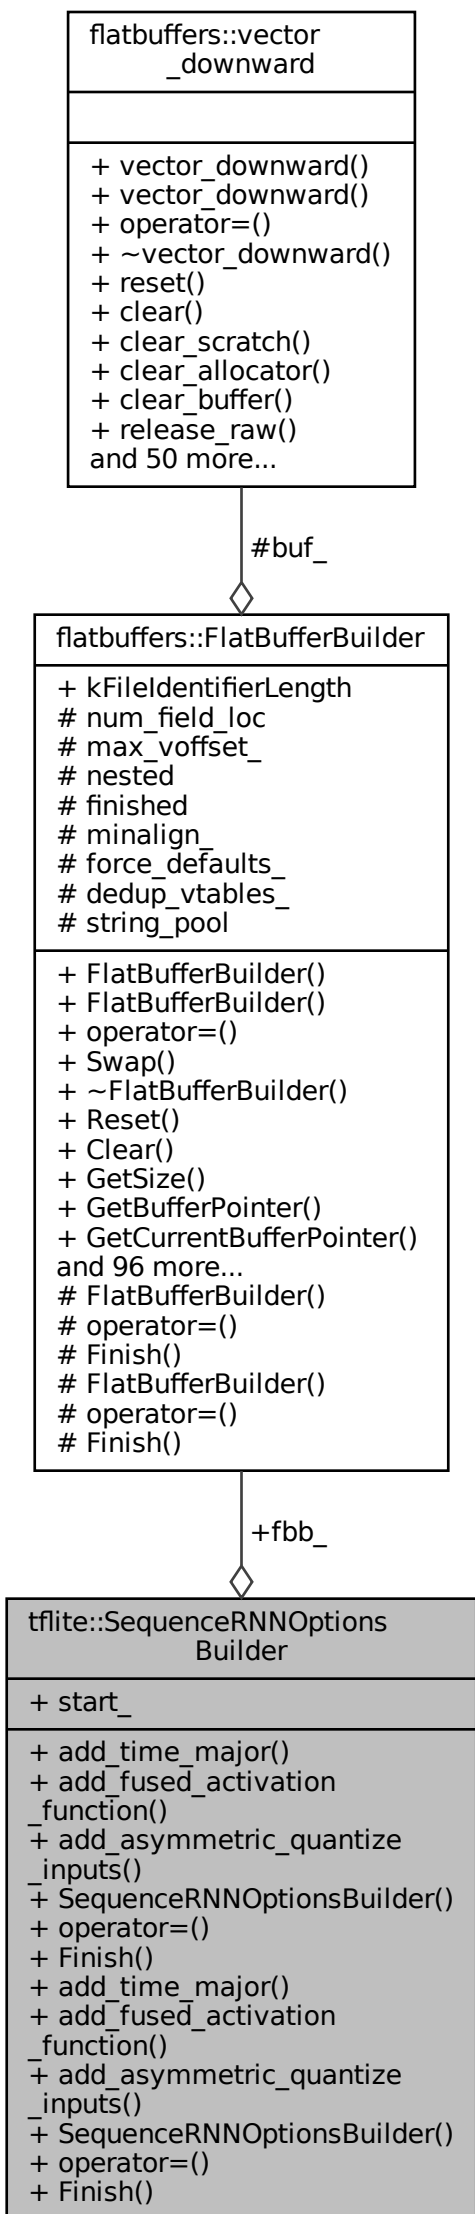 flatbuffers::vector
_downward
+ vector_downward()
+ vector_downward()
+ operator=()
+ ~vector_downward()
+ reset()
+ clear()
+ clear_scratch()
+ clear_allocator()
+ clear_buffer()
+ release_raw()
and 50 more...
#buf_
flatbuffers::FlatBufferBuilder
+ kFileIdentifierLength
# num_field_loc
# max_voffset_
# nested
# finished
# minalign_
# force_defaults_
# dedup_vtables_
# string_pool
+ FlatBufferBuilder()
+ FlatBufferBuilder()
+ operator=()
+ Swap()
+ ~FlatBufferBuilder()
+ Reset()
+ Clear()
+ GetSize()
+ GetBufferPointer()
+ GetCurrentBufferPointer()
and 96 more...
# FlatBufferBuilder()
# operator=()
# Finish()
# FlatBufferBuilder()
# operator=()
# Finish()
+fbb_
tflite::SequenceRNNOptions
Builder
+ start_
+ add_time_major()
+ add_fused_activation
_function()
+ add_asymmetric_quantize
_inputs()
+ SequenceRNNOptionsBuilder()
+ operator=()
+ Finish()
+ add_time_major()
+ add_fused_activation
_function()
+ add_asymmetric_quantize
_inputs()
+ SequenceRNNOptionsBuilder()
+ operator=()
+ Finish()